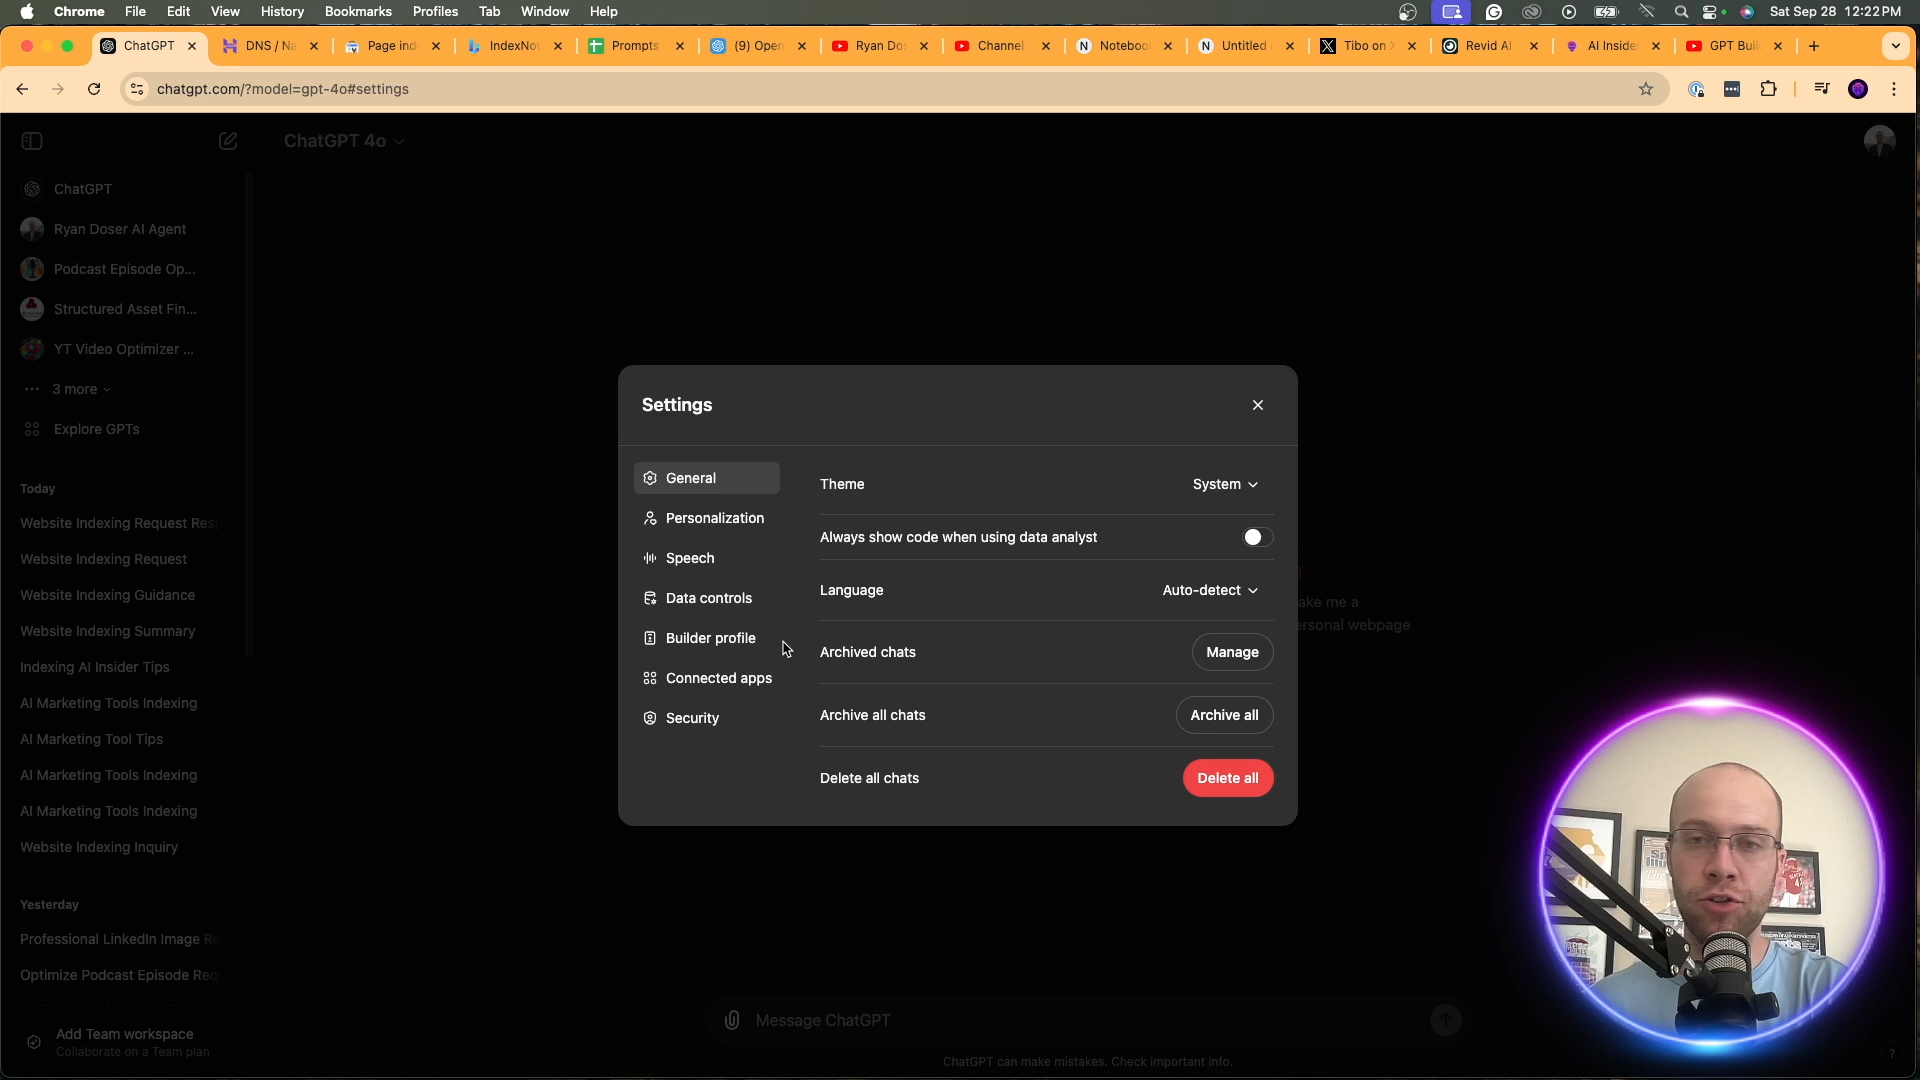 Chrome File Edit View History Bookmarks Profiles Tab Window Help Sat Sep 28 12:22 PM
ChatGPT DNS / Na Page ind IndexNo Prompts (9) Open Ryan Do Channel Noteboo Untitled Tibo on X Revid AI AI Inside GPT Bui
chatgpt.com/?model=gpt-4o#settings
ChatGPT 4o
ChatGPT
Ryan Doser AI Agent
Podcast Episode Op...
Structured Asset Fin...
YT Video Optimizer ...
3 more
Explore GPTs
Today
Website Indexing Request Resp
Website Indexing Request
Website Indexing Guidance
Website Indexing Summary
Indexing AI Insider Tips
AI Marketing Tools Indexing
AI Marketing Tool Tips
AI Marketing Tools Indexing
AI Marketing Tools Indexing
Website Indexing Inquiry
Yesterday
Professional LinkedIn Image Re
Optimize Podcast Episode Req
Add Team workspace
Collaborate on a Team plan
Settings
General
Personalization
Speech
Data controls
Builder profile
Connected apps
Security
Theme System
Always show code when using data analyst
Language Auto-detect
Archived chats Manage
Archive all chats Archive all
Delete all chats Delete all
ake me a
ersonal webpage
Message ChatGPT
ChatGPT can make mistakes. Check important info.
?